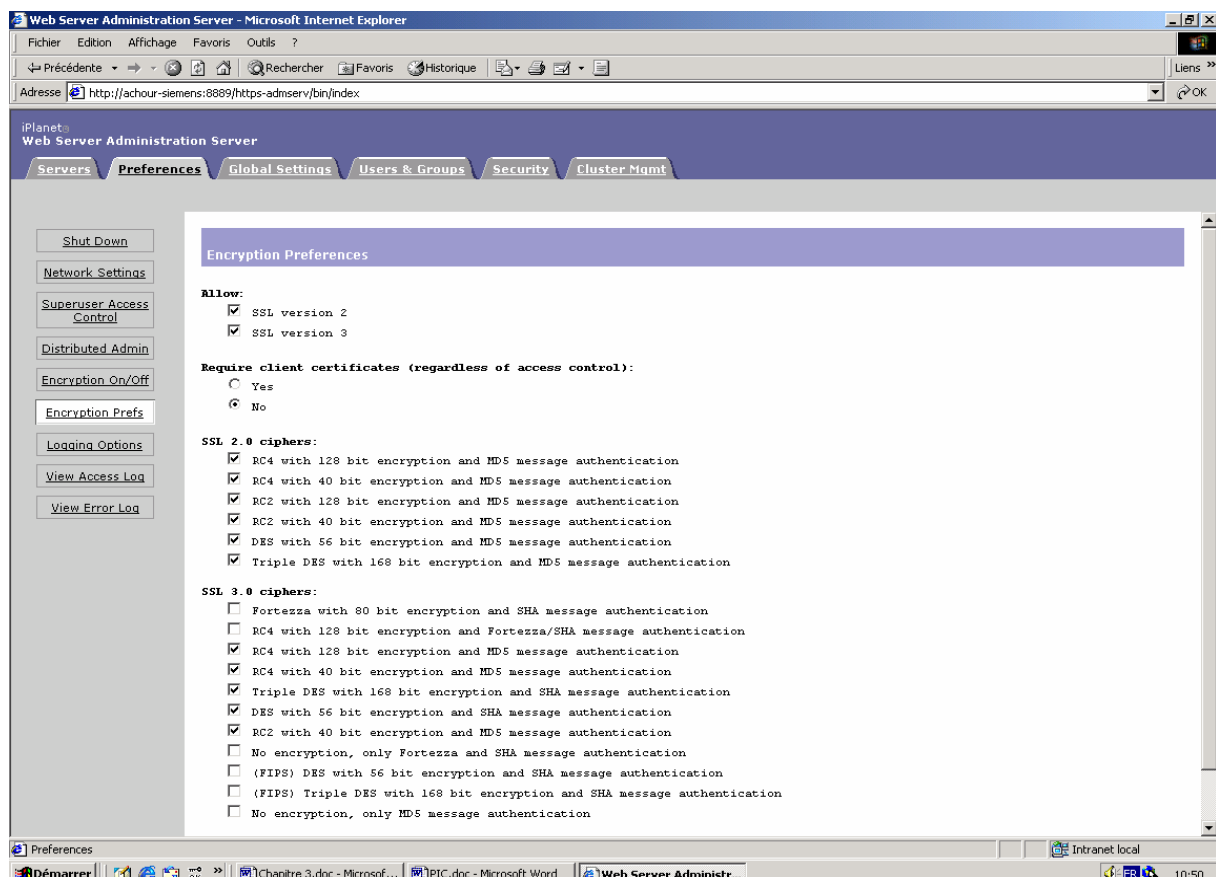 Web Server Administration Server - Microsoft Internet Explorer
Fichier Edition Affichage Favoris Outils ?
Précédente Rechercher Favoris Historique Liens »
Adresse http://achour-siemens:8889/https-admserv/bin/index OK
iPlanet
Web Server Administration Server
Servers Preferences Global Settings Users & Groups Security Cluster Mgmt
Shut Down
Network Settings
Superuser Access
Control
Distributed Admin
Encryption On/Off
Encryption Prefs
Logging Options
View Access Log
View Error Log
Encryption Preferences
Allow:
SSL version 2
SSL version 3
Require client certificates (regardless of access control):
Yes
No
SSL 2.0 ciphers:
RC4 with 128 bit encryption and MD5 message authentication
RC4 with 40 bit encryption and MD5 message authentication
RC2 with 128 bit encryption and MD5 message authentication
RC2 with 40 bit encryption and MD5 message authentication
DES with 56 bit encryption and MD5 message authentication
Triple DES with 168 bit encryption and MD5 message authentication
SSL 3.0 ciphers:
Fortezza with 80 bit encryption and SHA message authentication
RC4 with 128 bit encryption and Fortezza/SHA message authentication
RC4 with 128 bit encryption and MD5 message authentication
RC4 with 40 bit encryption and MD5 message authentication
Triple DES with 168 bit encryption and SHA message authentication
DES with 56 bit encryption and SHA message authentication
RC2 with 40 bit encryption and MD5 message authentication
No encryption, only Fortezza and SHA message authentication
(FIPS) DES with 56 bit encryption and SHA message authentication
(FIPS) Triple DES with 168 bit encryption and SHA message authentication
No encryption, only MD5 message authentication
Preferences Intranet local
Démarrer » Chapitre 3.doc - Microsof... PIC.doc - Microsoft Word Web Server Administr... FR 10:50